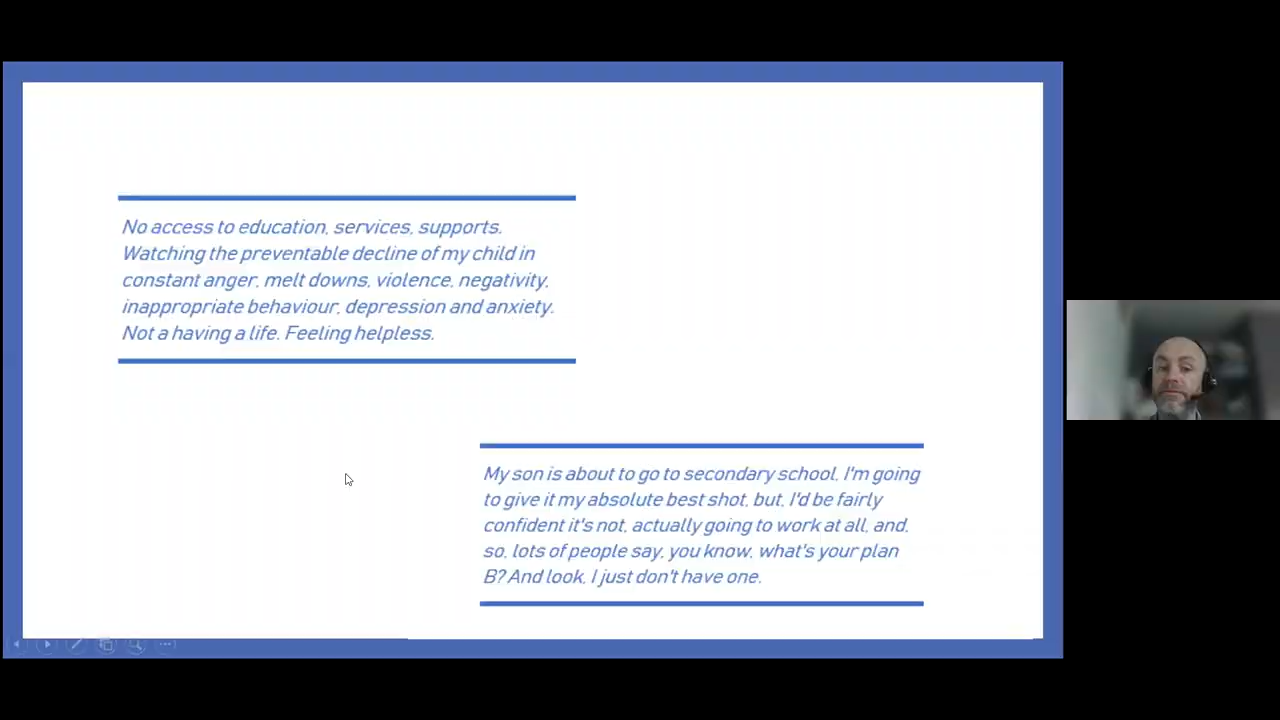 No access to education, services, supports.
Watching the preventable decline of my child in
constant anger, melt downs, violence, negativity,
inappropriate behaviour, depression and anxiety.
Not a having a life. Feeling helpless.
My son is about to go to secondary school, I'm going
to give it my absolute best shot, but, I'd be fairly
confident it's not, actually going to work at all, and,
so, lots of people say, you know, what's your plan
B? And look, I just don't have one.